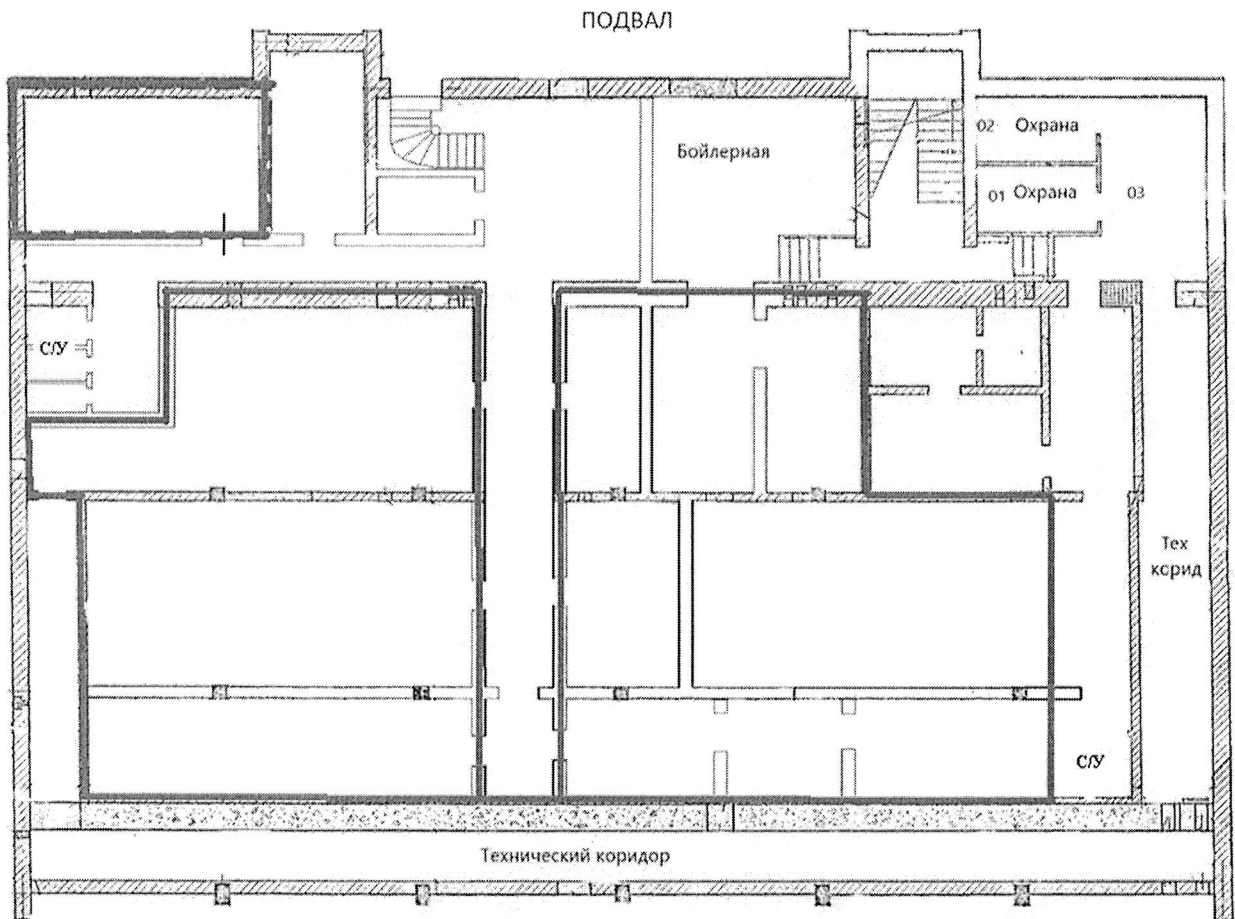 ПОДВАЛ
02 Охрана
Бойлерная
01 Охрана 03
С/У
Тех
корид
С/У
Технический коридор